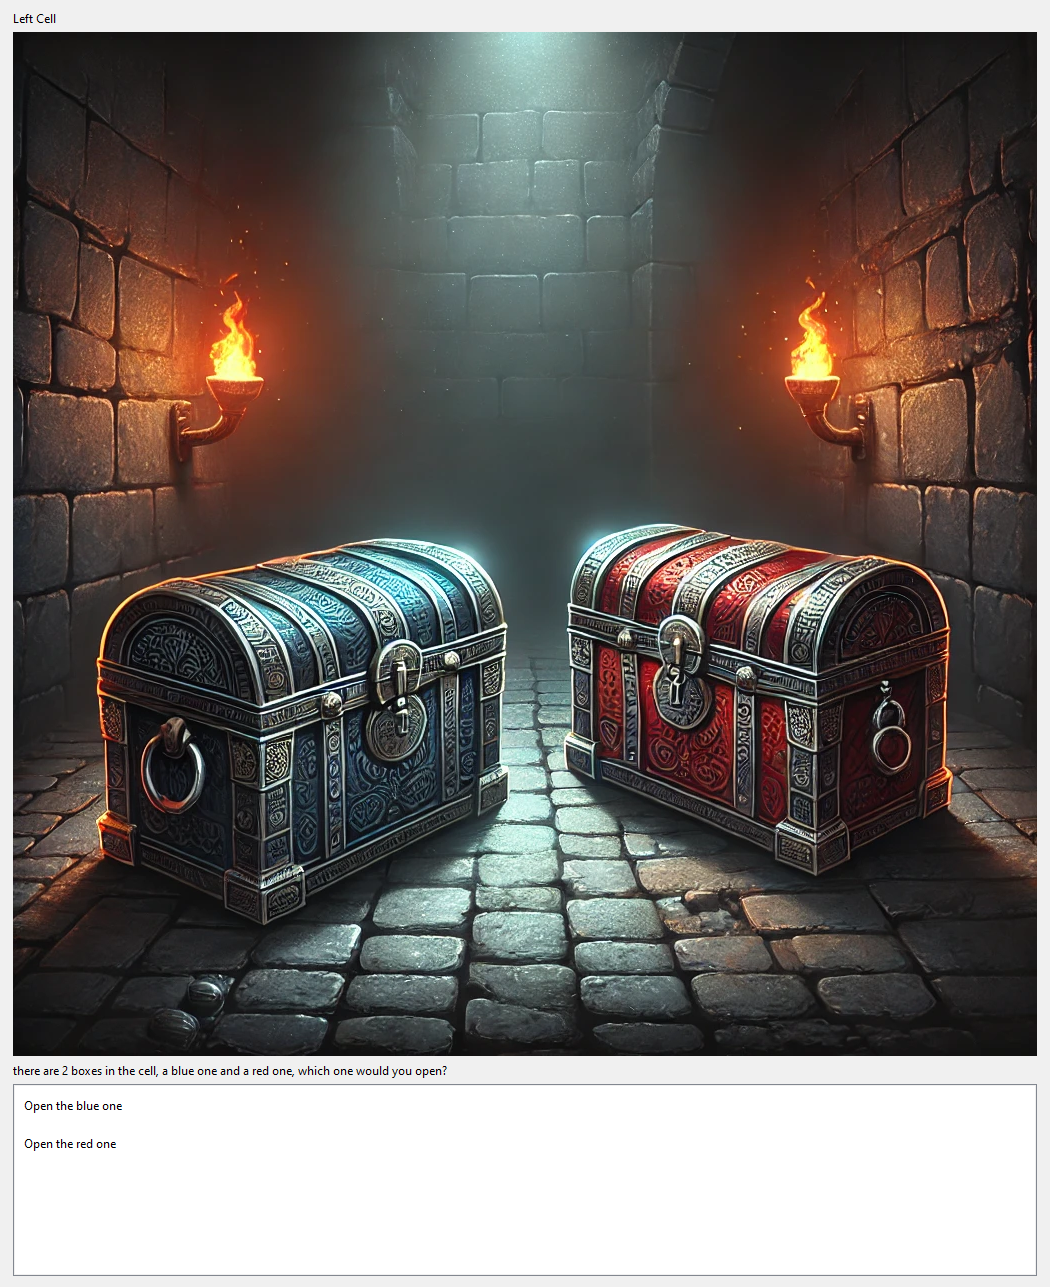 Left Cell
there are 2 boxes in the cell, a blue one and a red one, which one would you open?
Open the blue one
Open the red one